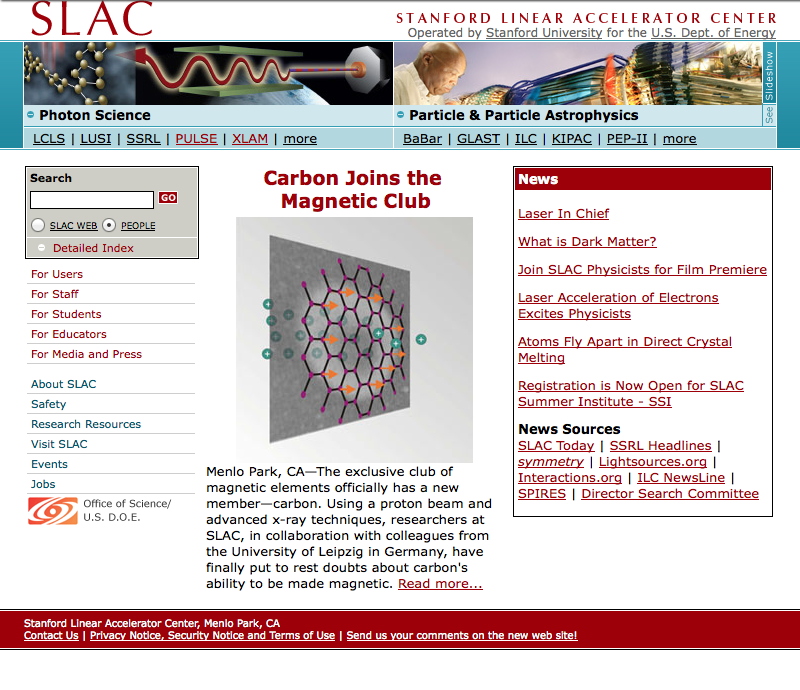 SLAC
STANFORD LINEAR ACCELERATOR CENTER
Operated by Stanford University for the U.S. Dept. of Energy
See Slideshow
Photon Science
Particle & Particle Astrophysics
LCLS | LUSI | SSRL | PULSE | XLAM | more
BaBar | GLAST | ILC | KIPAC | PEP-II | more
Search
GO
SLAC WEB PEOPLE
Detailed Index
For Users
For Staff
For Students
For Educators
For Media and Press
About SLAC
Safety
Research Resources
Visit SLAC
Events
Jobs
Office of Science/
U.S. D.O.E.
Carbon Joins the
Magnetic Club
Menlo Park, CA—The exclusive club of
magnetic elements officially has a new
member—carbon. Using a proton beam and
advanced x-ray techniques, researchers at
SLAC, in collaboration with colleagues from
the University of Leipzig in Germany, have
finally put to rest doubts about carbon's
ability to be made magnetic. Read more...
News
Laser In Chief
What is Dark Matter?
Join SLAC Physicists for Film Premiere
Laser Acceleration of Electrons
Excites Physicists
Atoms Fly Apart in Direct Crystal
Melting
Registration is Now Open for SLAC
Summer Institute - SSI
News Sources
SLAC Today | SSRL Headlines |
symmetry | Lightsources.org |
Interactions.org | ILC NewsLine |
SPIRES | Director Search Committee
Stanford Linear Accelerator Center, Menlo Park, CA
Contact Us | Privacy Notice, Security Notice and Terms of Use | Send us your comments on the new web site!